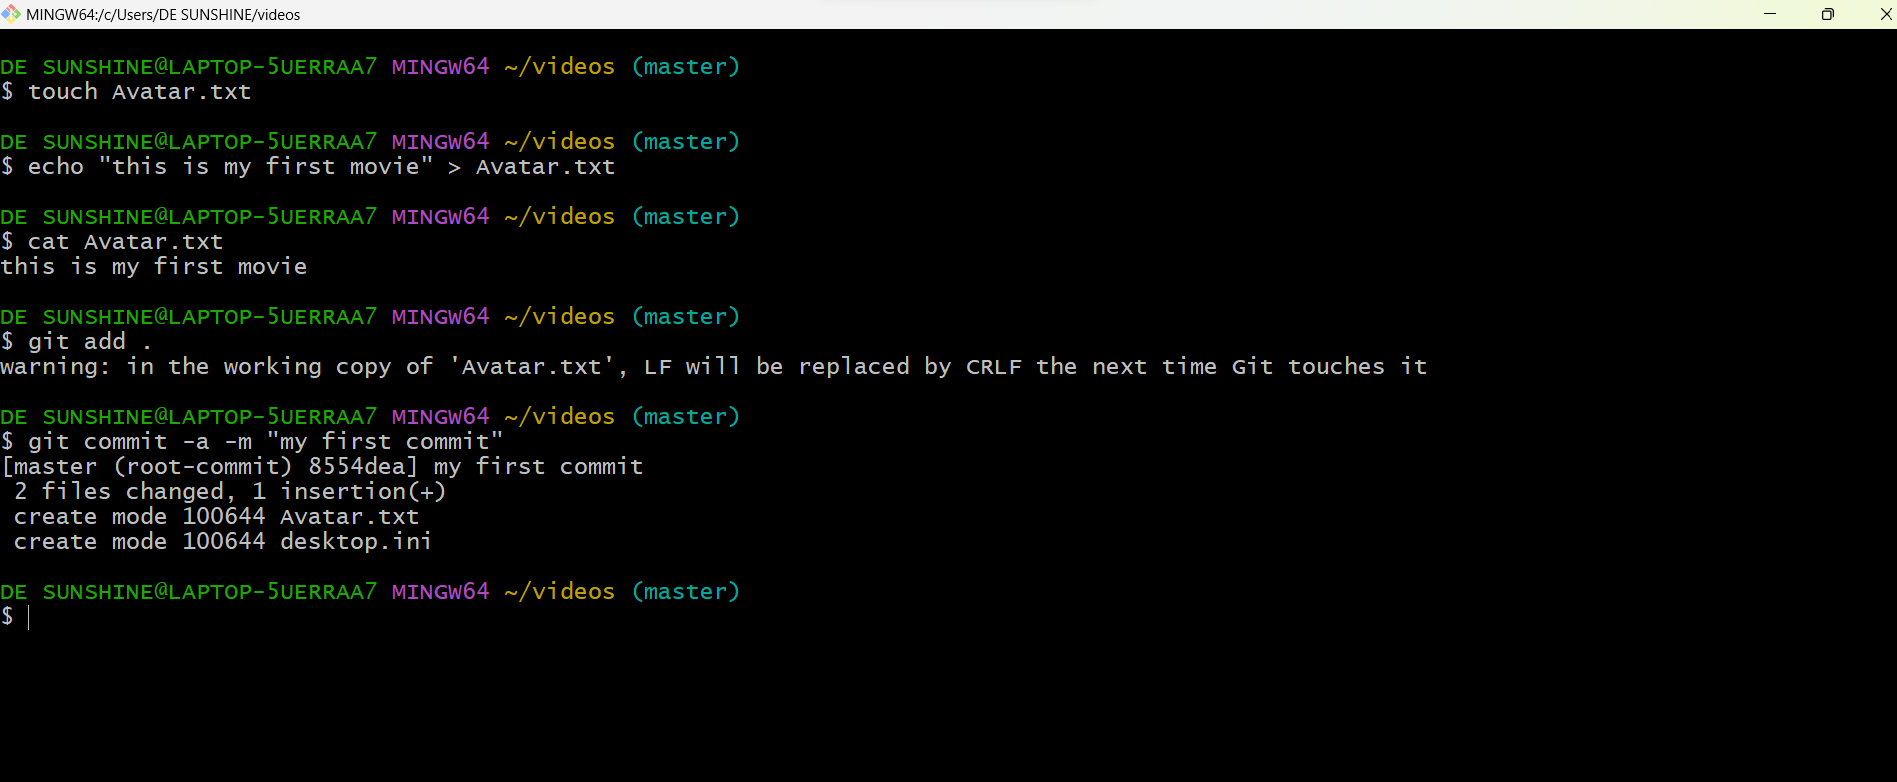 MINGW64:/c/Users/DE SUNSHINE/videos
DE SUNSHINE@LAPTOP-5UERRAA7 MINGW64 ~/videos (master)
$ touch Avatar.txt
DE SUNSHINE@LAPTOP-5UERRAA7 MINGW64 ~/videos (master)
$ echo "this is my first movie" > Avatar.txt
DE SUNSHINE@LAPTOP-5UERRAA7 MINGW64 ~/videos (master)
$ cat Avatar.txt
this is my first movie
DE SUNSHINE@LAPTOP-5UERRAA7 MINGW64 ~/videos (master)
$ git add .
warning: in the working copy of 'Avatar.txt', LF will be replaced by CRLF the next time Git touches it
DE SUNSHINE@LAPTOP-5UERRAA7 MINGW64 ~/videos (master)
$ git commit -a -m "my first commit"
[master (root-commit) 8554dea] my first commit
 2 files changed, 1 insertion(+)
 create mode 100644 Avatar.txt
 create mode 100644 desktop.ini
DE SUNSHINE@LAPTOP-5UERRAA7 MINGW64 ~/videos (master)
$